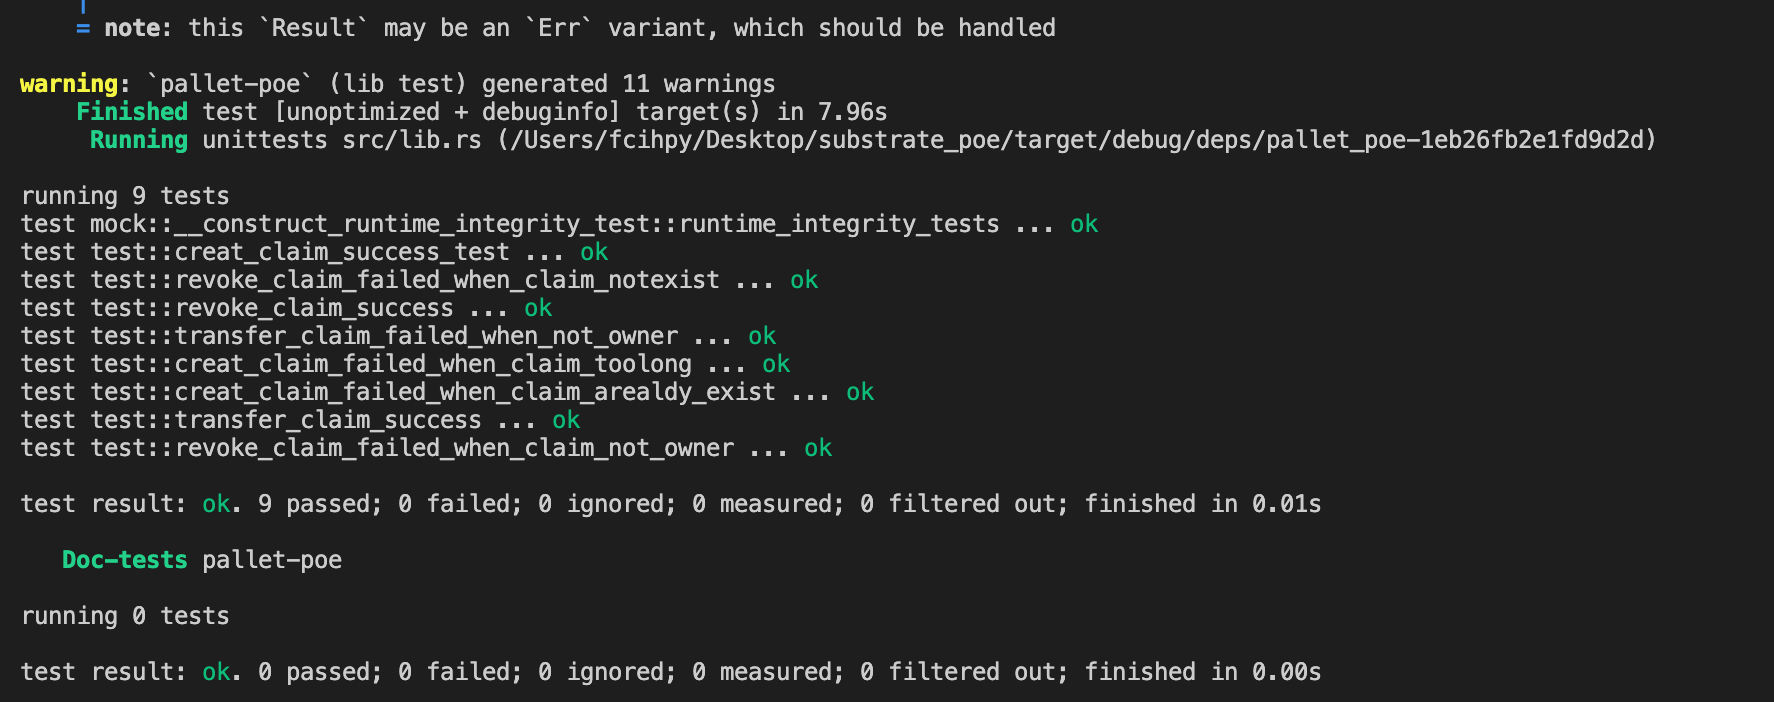 = note: this `Result` may be an `Err` variant, which should be handled
warning: `pallet-poe` (lib test) generated 11 warnings
Finished test [unoptimized + debuginfo] target(s) in 7.96s
Running unittests src/lib.rs (/Users/fcihpy/Desktop/substrate_poe/target/debug/deps/pallet_poe-1eb26fb2e1fd9d2d)
running 9 tests
test mock::__construct_runtime_integrity_test::runtime_integrity_tests ... ok
test test::creat_claim_success_test ... ok
test test::revoke_claim_failed_when_claim_notexist ... ok
test test::revoke_claim_success ... ok
test test::transfer_claim_failed_when_not_owner ... ok
test test::creat_claim_failed_when_claim_toolong ... ok
test test::creat_claim_failed_when_claim_arealdy_exist ... ok
test test::transfer_claim_success ... ok
test test::revoke_claim_failed_when_claim_not_owner ... ok
test result: ok. 9 passed; 0 failed; 0 ignored; 0 measured; 0 filtered out; finished in 0.01s
Doc-tests pallet-poe
running 0 tests
test result: ok. 0 passed; 0 failed; 0 ignored; 0 measured; 0 filtered out; finished in 0.00s